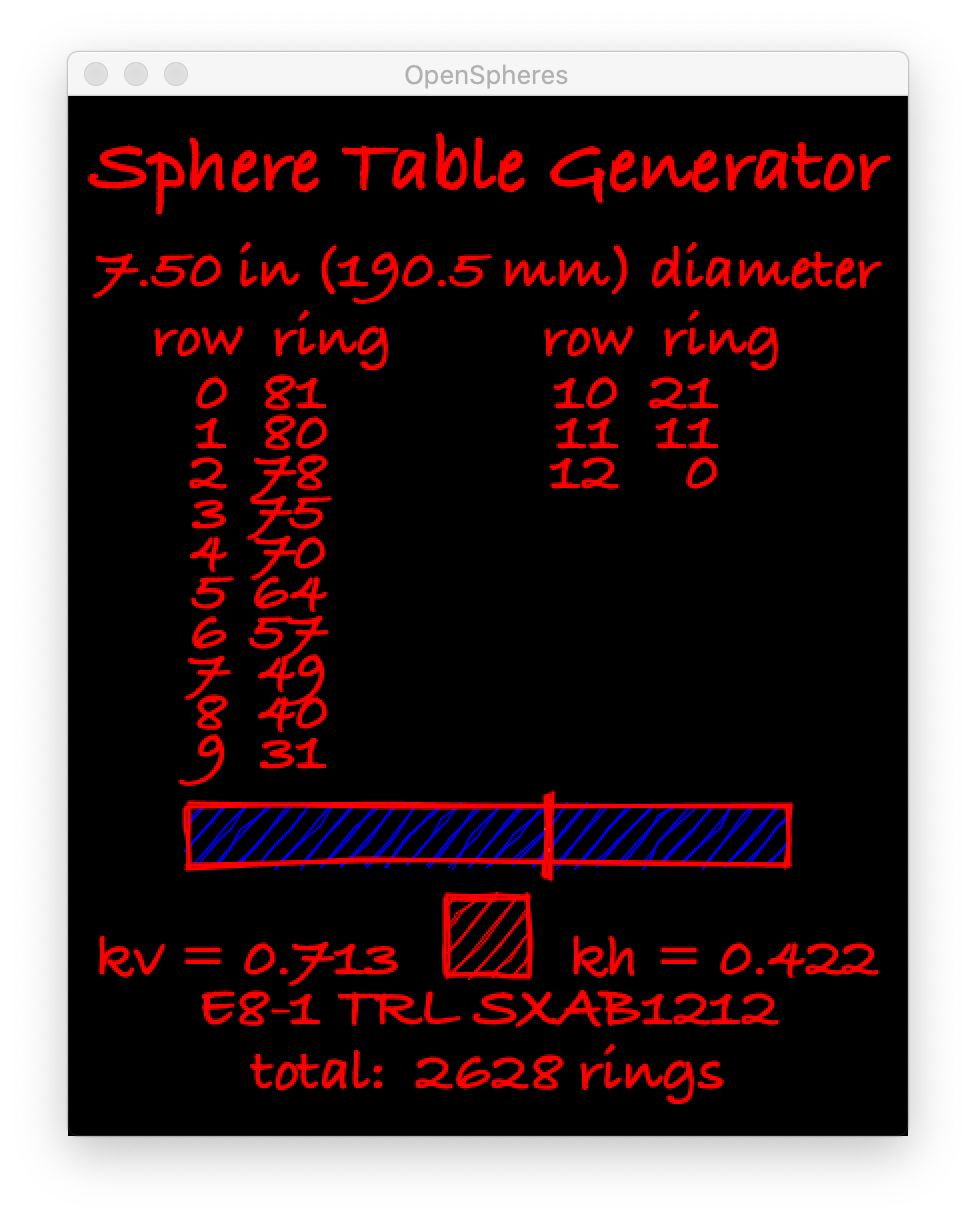 OpenSpheres
Sphere Table Generator
7.50 in (190.5 mm) diameter
row ring row ring
0 81 10 21
1 80 11 11
2 78 12 0
3 75
4 70
5 64
6 57
7 49
8 40
9 31
kv = 0.713 kh = 0.422
E8-1 TRL SXAB1212
total: 2628 rings